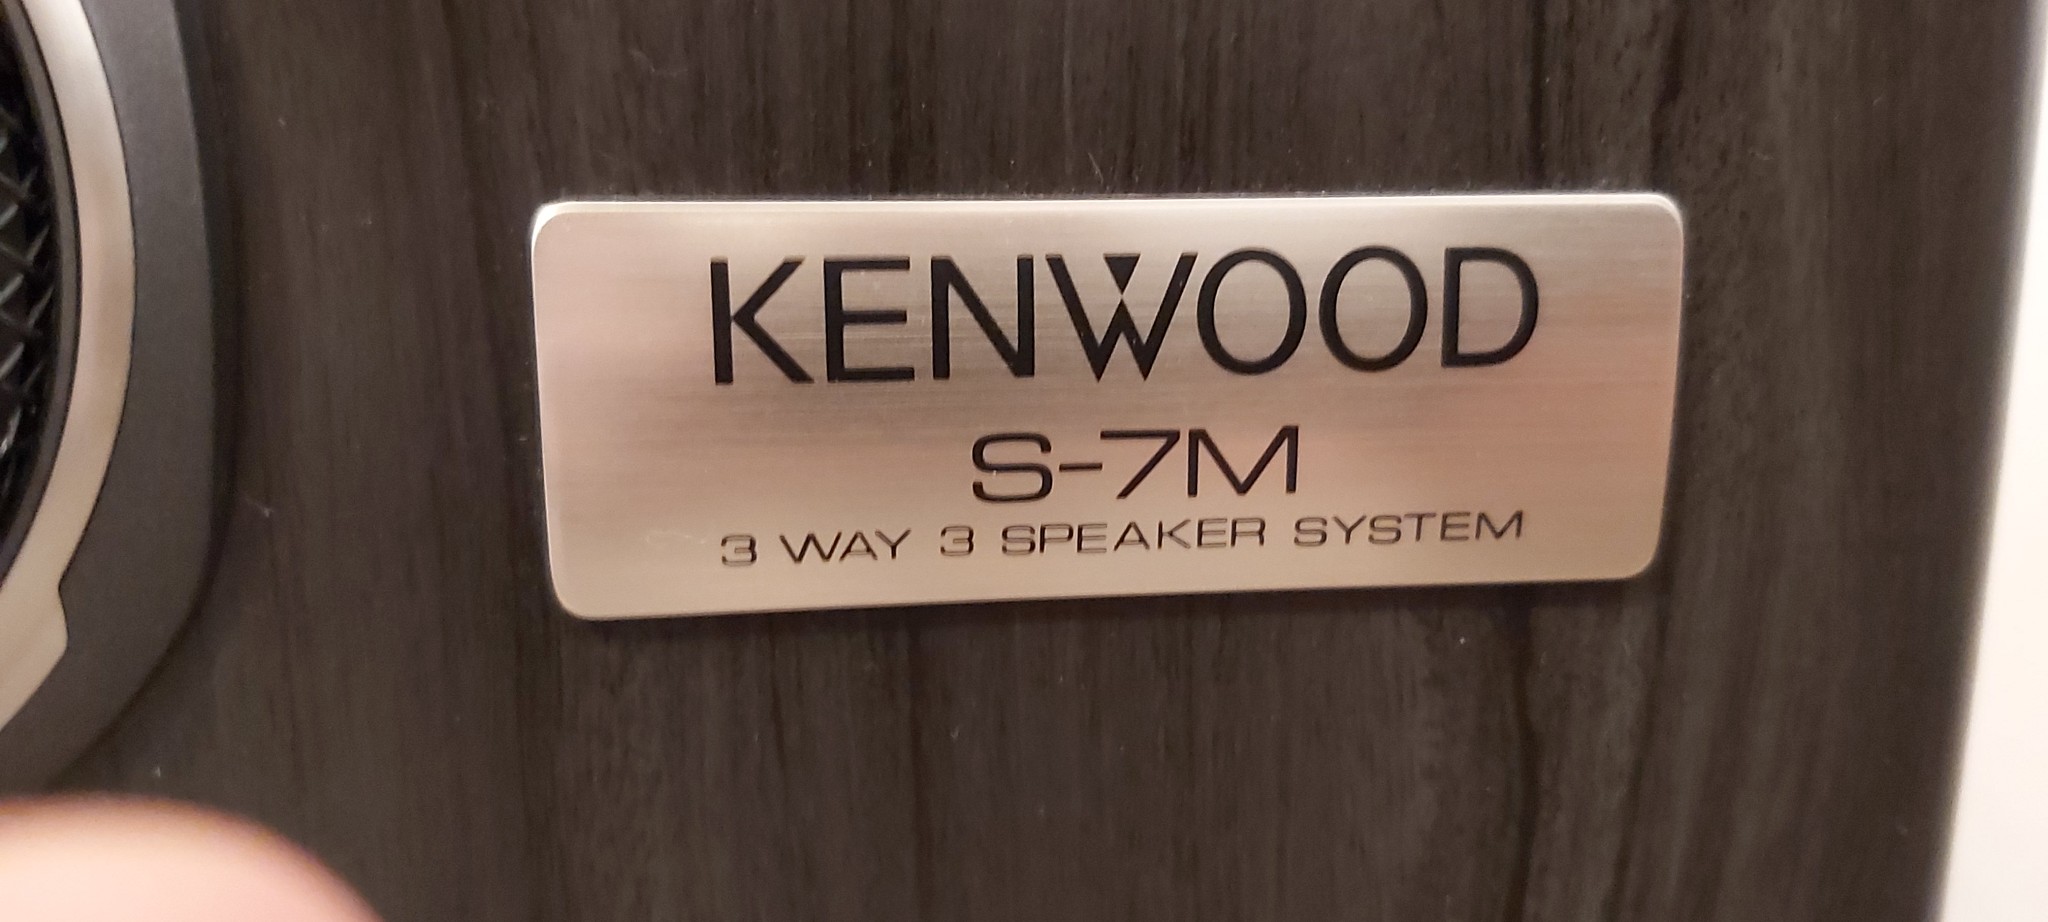 KENWOOD
S-7M
3 WAY 3 SPEAKER SYSTEM